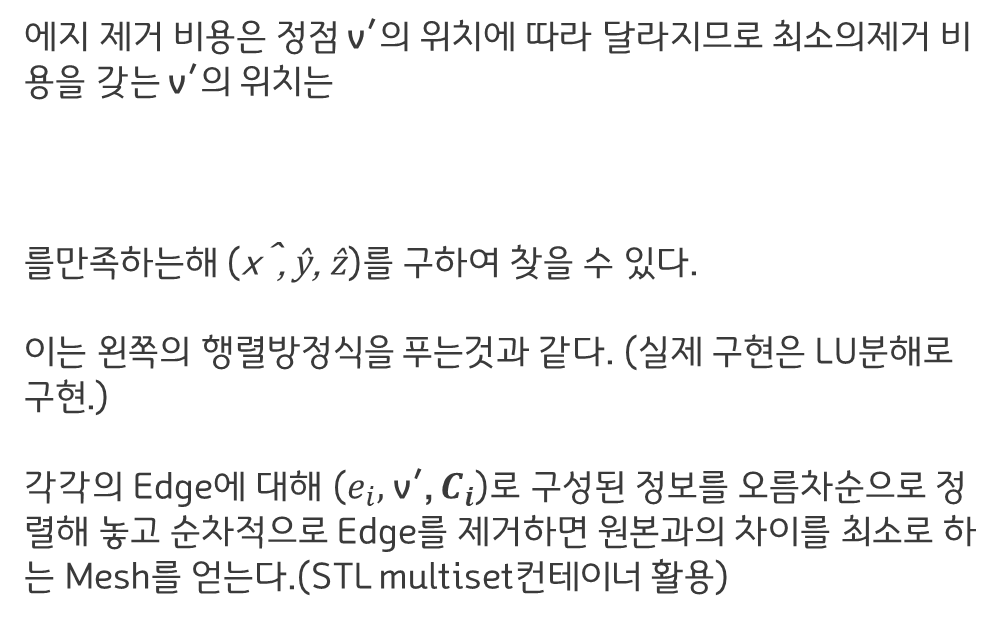 에지 제거 비용은 정점 v′의 위치에 따라 달라지므로 최소의제거 비
용을 갖는 v′의 위치는
를만족하는해 (x ̂, ŷ, ẑ)를 구하여 찾을 수 있다.
이는 왼쪽의 행렬방정식을 푸는것과 같다. (실제 구현은 LU분해로
구현.)
각각의 Edge에 대해 (eᵢ, v′, Cᵢ)로 구성된 정보를 오름차순으로 정
렬해 놓고 순차적으로 Edge를 제거하면 원본과의 차이를 최소로 하
는 Mesh를 얻는다.(STL multiset컨테이너 활용)